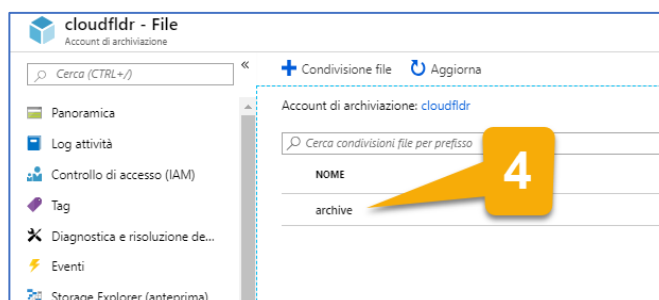 cloudfldr - File
Account di archiviazione
Cerca (CTRL+/)
«
Panoramica
Log attività
Controllo di accesso (IAM)
Tag
Diagnostica e risoluzione de...
Eventi
Storage Explorer (anteprima)
Condivisione file Aggiorna
Account di archiviazione: cloudfldr
Cerca condivisioni file per prefisso
NOME
archive
4